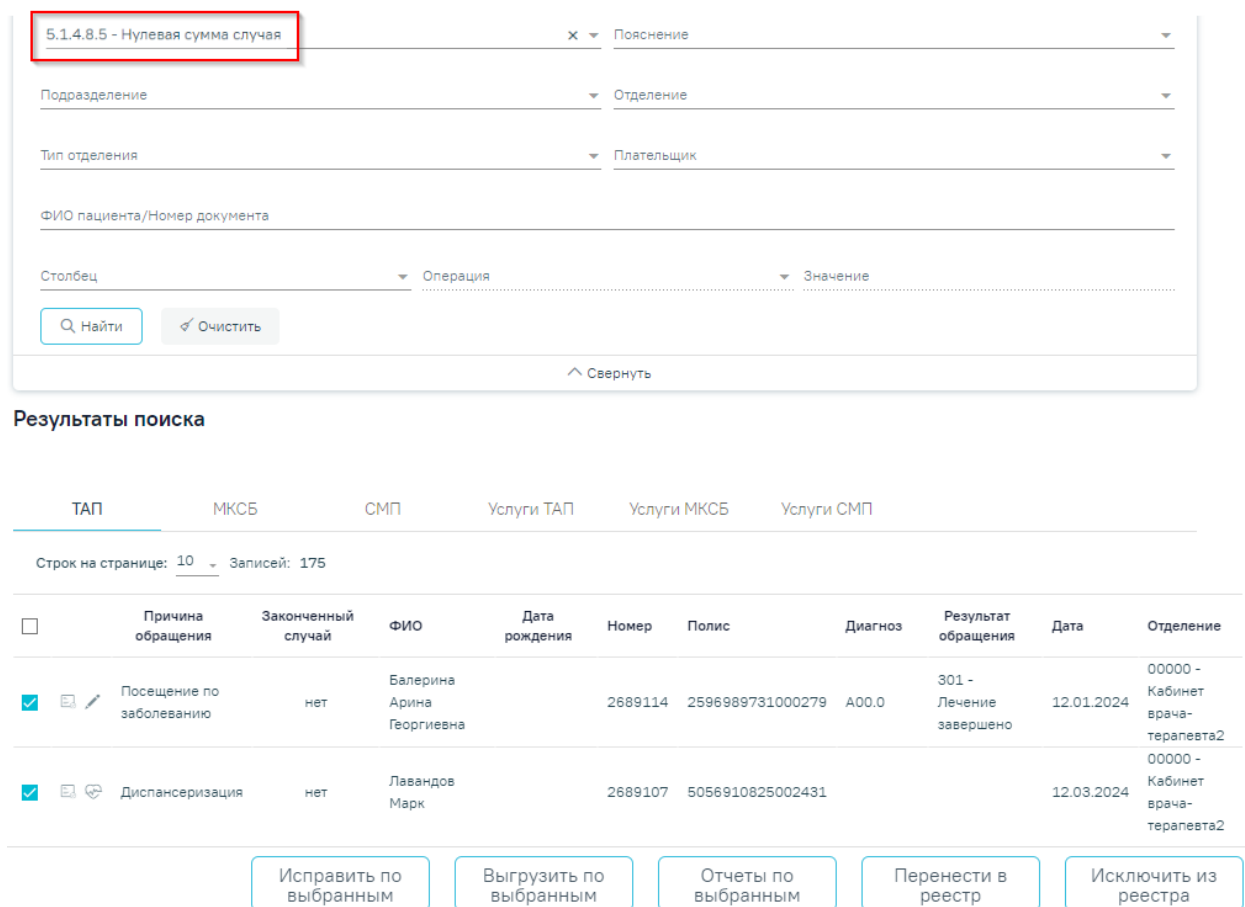 5.1.4.8.5 - Нулевая сумма случая
Пояснение
Подразделение
Отделение
Тип отделения
Плательщик
ФИО пациента/Номер документа
Столбец
Операция
Значение
Найти
Очистить
Свернуть
Результаты поиска
ТАП
МКСБ
СМП
Услуги ТАП
Услуги МКСБ
Услуги СМП
Строк на странице: 10 Записей: 175
Причина обращения
Законченный случай
ФИО
Дата рождения
Номер
Полис
Диагноз
Результат обращения
Дата
Отделение
Посещение по заболеванию
нет
Балерина Арина Георгиевна
2689114
2596989731000279
A00.0
301 - Лечение завершено
12.01.2024
00000 - Кабинет врача-терапевта2
Диспансеризация
нет
Лавандов Марк
2689107
5056910825002431
12.03.2024
00000 - Кабинет врача-терапевта2
Исправить по выбранным
Выгрузить по выбранным
Отчеты по выбранным
Перенести в реестр
Исключить из реестра